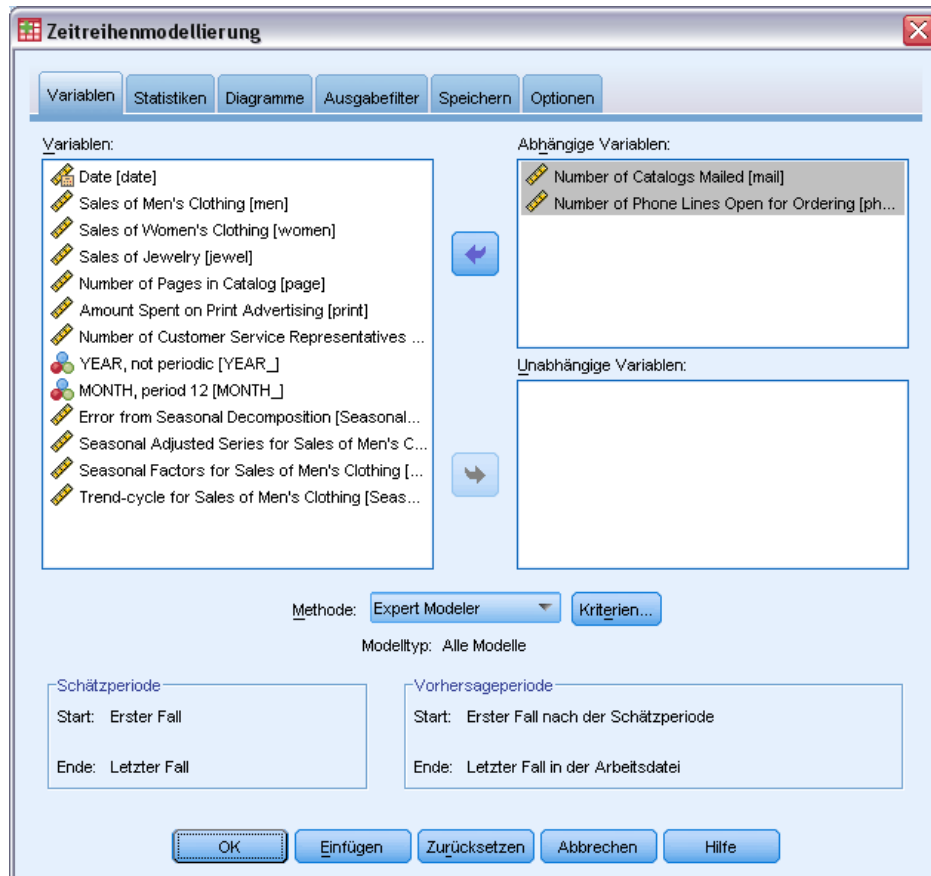 Zeitreihenmodellierung
Variablen Statistiken Diagramme Ausgabefilter Speichern Optionen
Variablen:
Date [date]
Sales of Men's Clothing [men]
Sales of Women's Clothing [women]
Sales of Jewelry [jewel]
Number of Pages in Catalog [page]
Amount Spent on Print Advertising [print]
Number of Customer Service Representatives ...
YEAR, not periodic [YEAR_]
MONTH, period 12 [MONTH_]
Error from Seasonal Decomposition [Seasonal...
Seasonal Adjusted Series for Sales of Men's C...
Seasonal Factors for Sales of Men's Clothing [...
Trend-cycle for Sales of Men's Clothing [Seas...
Abhängige Variablen:
Number of Catalogs Mailed [mail]
Number of Phone Lines Open for Ordering [ph...
Unabhängige Variablen:
Methode: Expert Modeler Kriterien...
Modelltyp: Alle Modelle
Schätzperiode
Start: Erster Fall
Ende: Letzter Fall
Vorhersageperiode
Start: Erster Fall nach der Schätzperiode
Ende: Letzter Fall in der Arbeitsdatei
OK Einfügen Zurücksetzen Abbrechen Hilfe